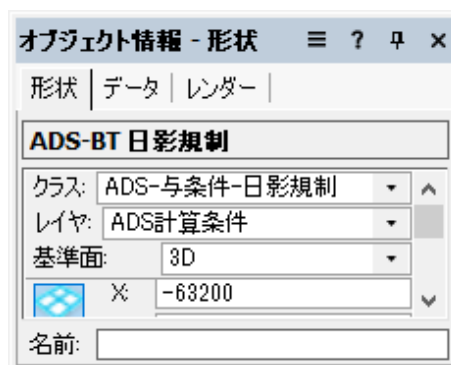 オブジェクト情報 - 形状 ≡ ? ×
形状 データ レンダー
ADS-BT 日影規制
クラス: ADS-与条件-日影規制
レイヤ: ADS計算条件
基準面: 3D
X: -63200
名前: